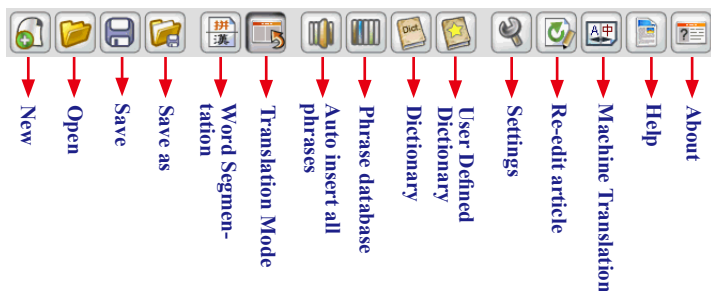 拼
漢
Dict.
A 中
?
New
Open
Save
Save as
Word Segmen-
tation
Translation Mode
Auto insert all
phrases
Phrase database
Dictionary
User Defined
Dictionary
Settings
Re-edit article
Machine Translation
Help
About